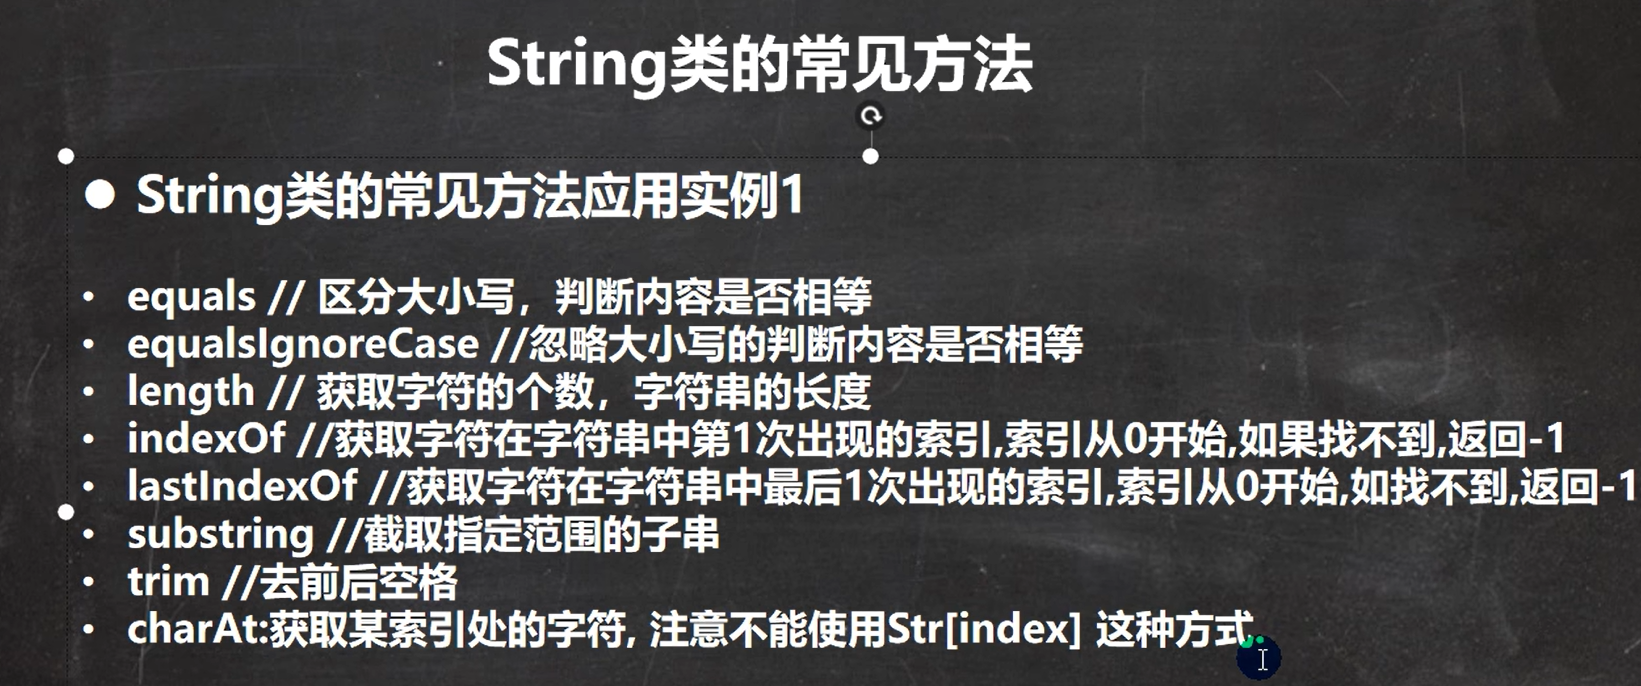 String类的常见方法
● String类的常见方法应用实例1
• equals // 区分大小写，判断内容是否相等
• equalsIgnoreCase //忽略大小写的判断内容是否相等
• length // 获取字符的个数，字符串的长度
• indexOf //获取字符在字符串中第1次出现的索引,索引从0开始,如果找不到,返回-1
• lastIndexOf //获取字符在字符串中最后1次出现的索引,索引从0开始,如找不到,返回-1
• substring //截取指定范围的子串
• trim //去前后空格
• charAt:获取某索引处的字符, 注意不能使用Str[index] 这种方式.